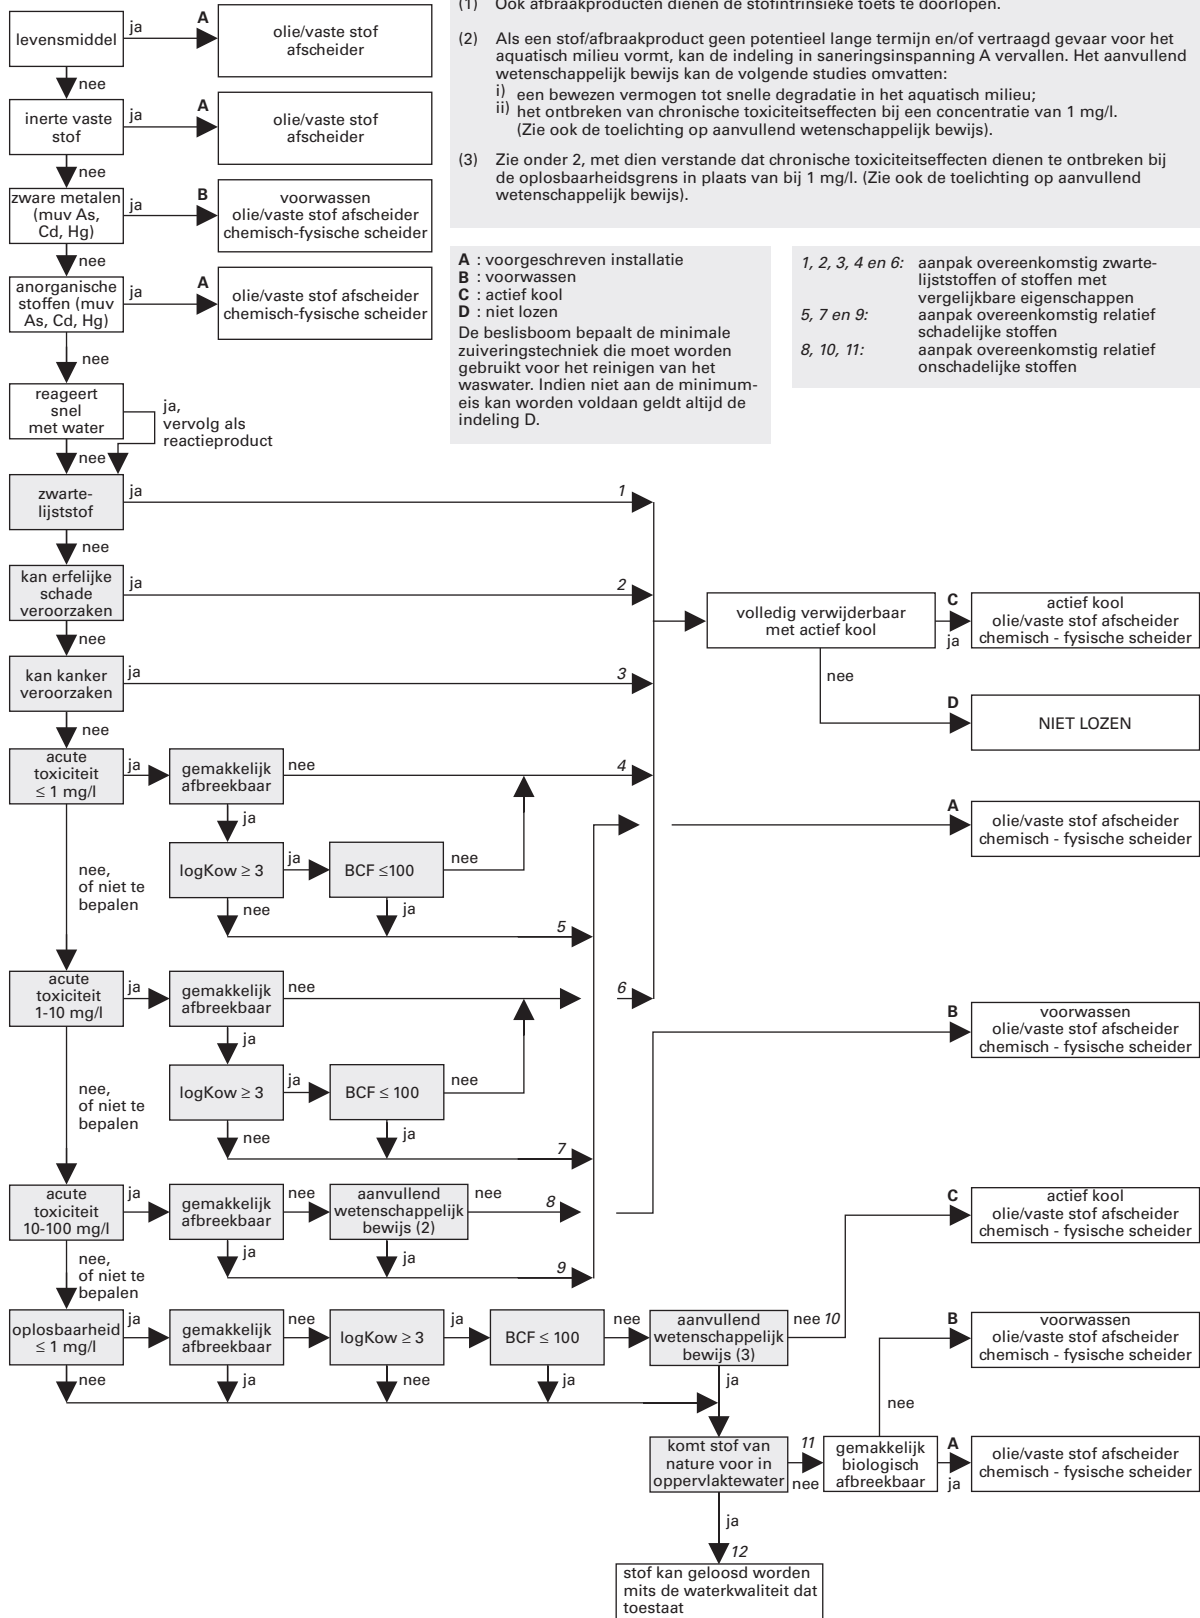 levensmiddel
ja
A
olie/vaste stof
afscheider
nee
inerte vaste
stof
ja
A
olie/vaste stof
afscheider
nee
zware metalen
(muv As,
Cd, Hg)
ja
B
voorwassen
olie/vaste stof afscheider
chemisch-fysische scheider
nee
anorganische
stoffen (muv
As, Cd, Hg)
ja
A
olie/vaste stof afscheider
chemisch-fysische scheider
nee
reageert
snel
met water
ja,
vervolg als
reactieproduct
nee
(1) Ook afbraakproducten dienen de stofintrinsieke toets te doorlopen.
(2) Als een stof/afbraakproduct geen potentieel lange termijn en/of vertraagd gevaar voor het
aquatisch milieu vormt, kan de indeling in saneringsinspanning A vervallen. Het aanvullend
wetenschappelijk bewijs kan de volgende studies omvatten:
i) een bewezen vermogen tot snelle degradatie in het aquatisch milieu;
ii) het ontbreken van chronische toxiciteitseffecten bij een concentratie van 1 mg/l.
(Zie ook de toelichting op aanvullend wetenschappelijk bewijs).
(3) Zie onder 2, met dien verstande dat chronische toxiciteitseffecten dienen te ontbreken bij
de oplosbaarheidsgrens in plaats van bij 1 mg/l. (Zie ook de toelichting op aanvullend
wetenschappelijk bewijs).
A : voorgeschreven installatie
B : voorwassen
C : actief kool
D : niet lozen
De beslisboom bepaalt de minimale
zuiveringstechniek die moet worden
gebruikt voor het reinigen van het
waswater. Indien niet aan de minimum-
eis kan worden voldaan geldt altijd de
indeling D.
1, 2, 3, 4 en 6: aanpak overeenkomstig zwarte-
lijststoffen of stoffen met
vergelijkbare eigenschappen
5, 7 en 9: aanpak overeenkomstig relatief
schadelijke stoffen
8, 10, 11: aanpak overeenkomstig relatief
onschadelijke stoffen
zwarte-
lijststof
ja
1
nee
kan erfelijke
schade
veroorzaken
ja
2
nee
kan kanker
veroorzaken
ja
3
nee
volledig verwijderbaar
met actief kool
C
ja
actief kool
olie/vaste stof afscheider
chemisch - fysische scheider
nee
D
NIET LOZEN
acute
toxiciteit
≤ 1 mg/l
ja
gemakkelijk
afbreekbaar
nee
4
ja
logKow ≥ 3
ja
BCF ≤100
nee
nee
ja
5
A
olie/vaste stof afscheider
chemisch - fysische scheider
nee,
of niet te
bepalen
acute
toxiciteit
1-10 mg/l
ja
gemakkelijk
afbreekbaar
nee
6
ja
logKow ≥ 3
ja
BCF ≤ 100
nee
nee
ja
7
B
voorwassen
olie/vaste stof afscheider
chemisch - fysische scheider
nee,
of niet te
bepalen
acute
toxiciteit
10-100 mg/l
ja
gemakkelijk
afbreekbaar
nee
aanvullend
wetenschappelijk
bewijs (2)
nee
8
ja
ja
9
C
actief kool
olie/vaste stof afscheider
chemisch - fysische scheider
nee,
of niet te
bepalen
oplosbaarheid
≤ 1 mg/l
ja
gemakkelijk
afbreekbaar
nee
logKow ≥ 3
ja
BCF ≤ 100
nee
aanvullend
wetenschappelijk
bewijs (3)
nee 10
nee
ja
nee
ja
ja
B
voorwassen
olie/vaste stof afscheider
chemisch - fysische scheider
nee
komt stof van
nature voor in
oppervlaktewater
11
nee
gemakkelijk
biologisch
afbreekbaar
A
ja
olie/vaste stof afscheider
chemisch - fysische scheider
ja
12
stof kan geloosd worden
mits de waterkwaliteit dat
toestaat